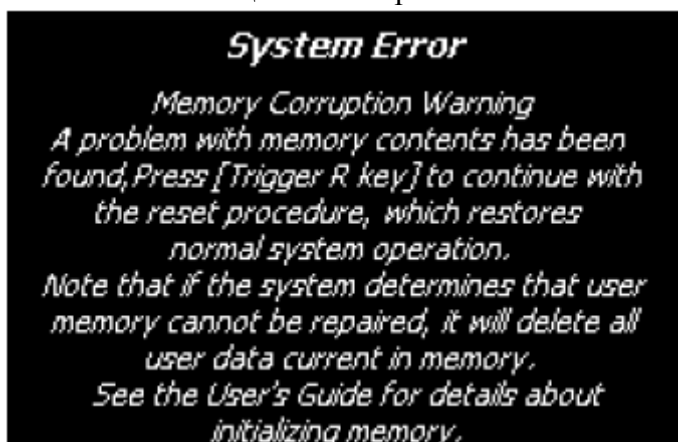 System Error
Memory Corruption Warning
A problem with memory contents has been
found,Press [Trigger R key] to continue with
the reset procedure, which restores
normal system operation.
Note that if the system determines that user
memory cannot be repaired, it will delete all
user data current in memory.
See the User's Guide for details about
initializing memory.